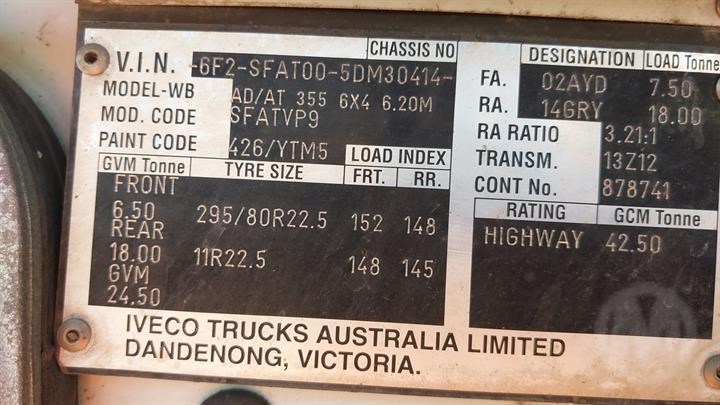 CHASSIS NO
V.I.N. -6F2-SFAT00-5DM30414-
MODEL-WB AD/AT 355 6X4 6.20M
MOD. CODE SFATVP9
PAINT CODE 426/YTM5
LOAD INDEX
GVM Tonne TYRE SIZE FRT. RR.
FRONT
6.50 295/80R22.5 152 148
REAR
18.00 11R22.5 148 145
GVM
24.50
DESIGNATION LOAD Tonne
FA. 02AYD 7.50
RA. 14GRY 18.00
RA RATIO 3.21:1
TRANSM. 13Z12
CONT No. 878741
RATING GCM Tonne
HIGHWAY 42.50
IVECO TRUCKS AUSTRALIA LIMITED
DANDENONG, VICTORIA.